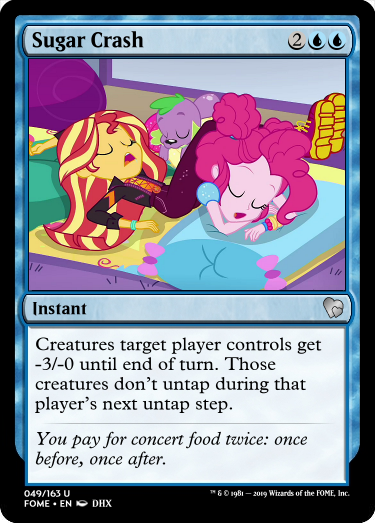 Sugar Crash 2
Instant
Creatures target player controls get
-3/-0 until end of turn. Those
creatures don't untap during that
player's next untap step.
You pay for concert food twice: once
before, once after.
049/163 U
FOME • EN DHX
™ & © 1981 — 2019 Wizards of the FOME, Inc.